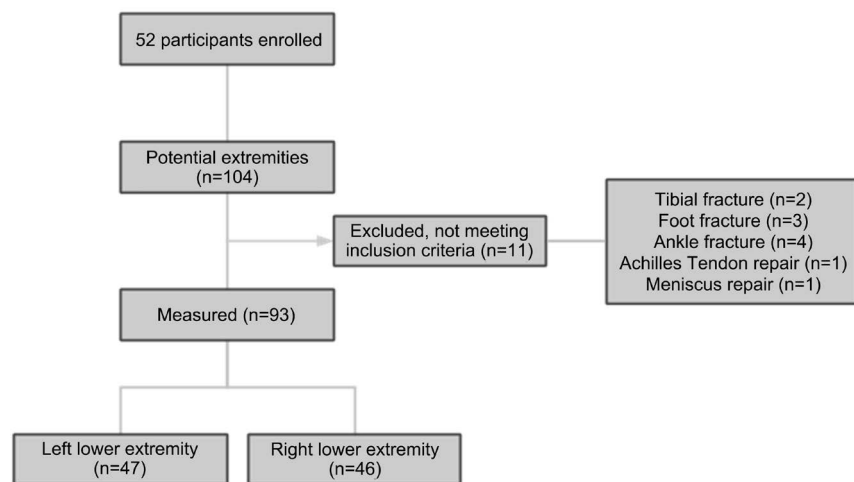 52 participants enrolled
Potential extremities
(n=104)
Excluded, not meeting
inclusion criteria (n=11)
Tibial fracture (n=2)
Foot fracture (n=3)
Ankle fracture (n=4)
Achilles Tendon repair (n=1)
Meniscus repair (n=1)
Measured (n=93)
Left lower extremity
(n=47)
Right lower extremity
(n=46)